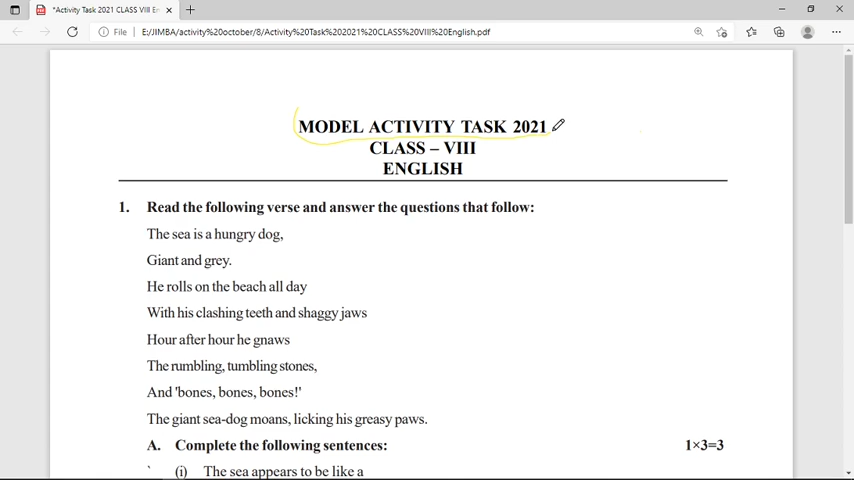 *Activity Task 2021 CLASS VIII En
File E:/JIMBA/activity%20october/8/Activity%20Task%202021%20CLASS%20VIII%20English.pdf
MODEL ACTIVITY TASK 2021
CLASS – VIII
ENGLISH
1. Read the following verse and answer the questions that follow:
The sea is a hungry dog,
Giant and grey.
He rolls on the beach all day
With his clashing teeth and shaggy jaws
Hour after hour he gnaws
The rumbling, tumbling stones,
And 'bones, bones, bones!'
The giant sea-dog moans, licking his greasy paws.
A. Complete the following sentences: 1×3=3
` (i) The sea appears to be like a